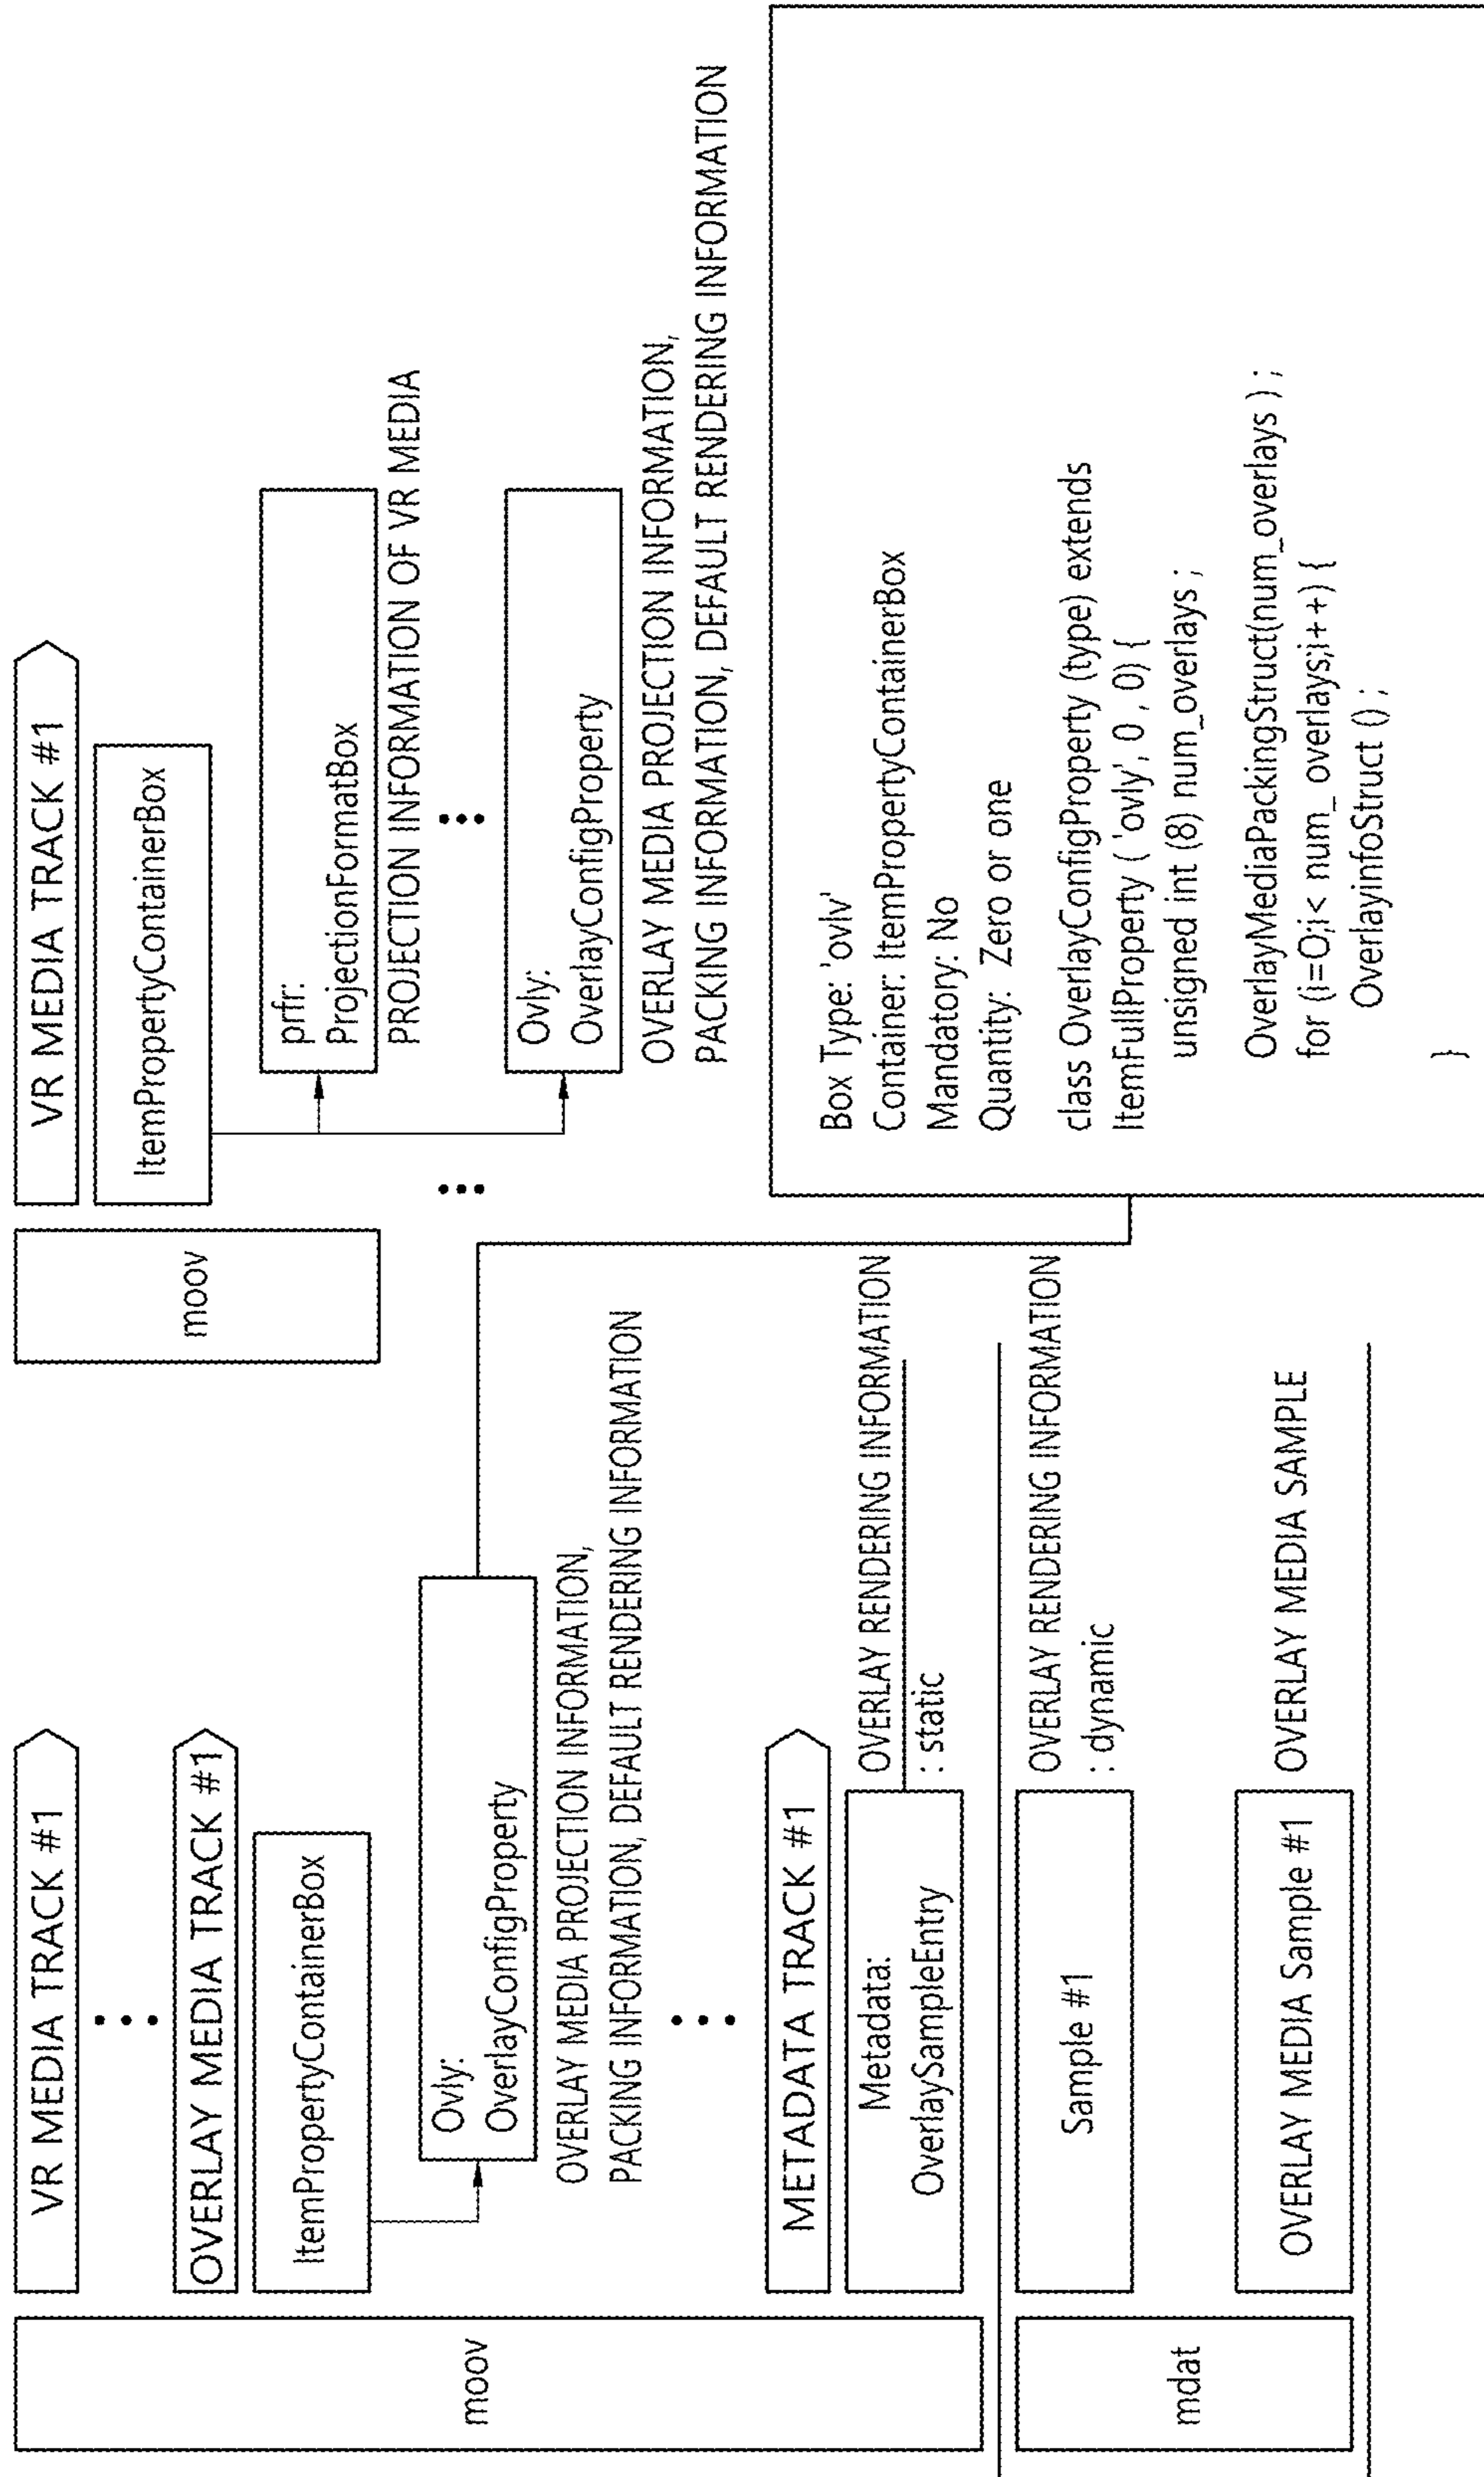 moov
VR MEDIA TRACK #1
OVERLAY MEDIA TRACK #1
ItemPropertyContainerBox
Ovly:
OverlayConfigProperty
OVERLAY MEDIA PROJECTION INFORMATION,
PACKING INFORMATION, DEFAULT RENDERING INFORMATION
METADATA TRACK #1
Metadata:
OverlaySampleEntry
OVERLAY RENDERING INFORMATION
: static
mdat
Sample #1
OVERLAY RENDERING INFORMATION
: dynamic
OVERLAY MEDIA Sample #1
OVERLAY MEDIA SAMPLE
moov
VR MEDIA TRACK #1
ItemPropertyContainerBox
prfr:
ProjectionFormatBox
PROJECTION INFORMATION OF VR MEDIA
Ovly:
OverlayConfigProperty
OVERLAY MEDIA PROJECTION INFORMATION,
PACKING INFORMATION, DEFAULT RENDERING INFORMATION
Box Type: 'ovlv'
Container: ItemPropertyContainerBox
Mandatory: No
Quantity: Zero or one
class OverlayConfigProperty (type) extends
ItemFullProperty ( 'ovly', 0 , 0) {
unsigned int (8) num_overlays ;
OverlayMediaPackingStruct(num_overlays ) ;
for (i=O;i< num_ overlays;i++) {
OverlayinfoStruct () ;
}